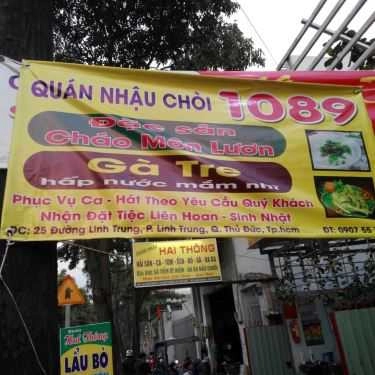 QUÁN NHẬU CHÒI 1089
Đặc sản
Cháo Mền Lươn
Gà Tre
hấp nước mắm nhỉ
Phục Vụ Ca - Hát Theo Yêu Cầu Quý Khách
Nhận Đặt Tiệc Liên Hoan - Sinh Nhật
ĐC: 25 Đường Linh Trung, P. Linh Trung, Q. Thủ Đức, Tp.hcm
ĐT: 0907 55
HAI THÔNG
LẨU BÒ